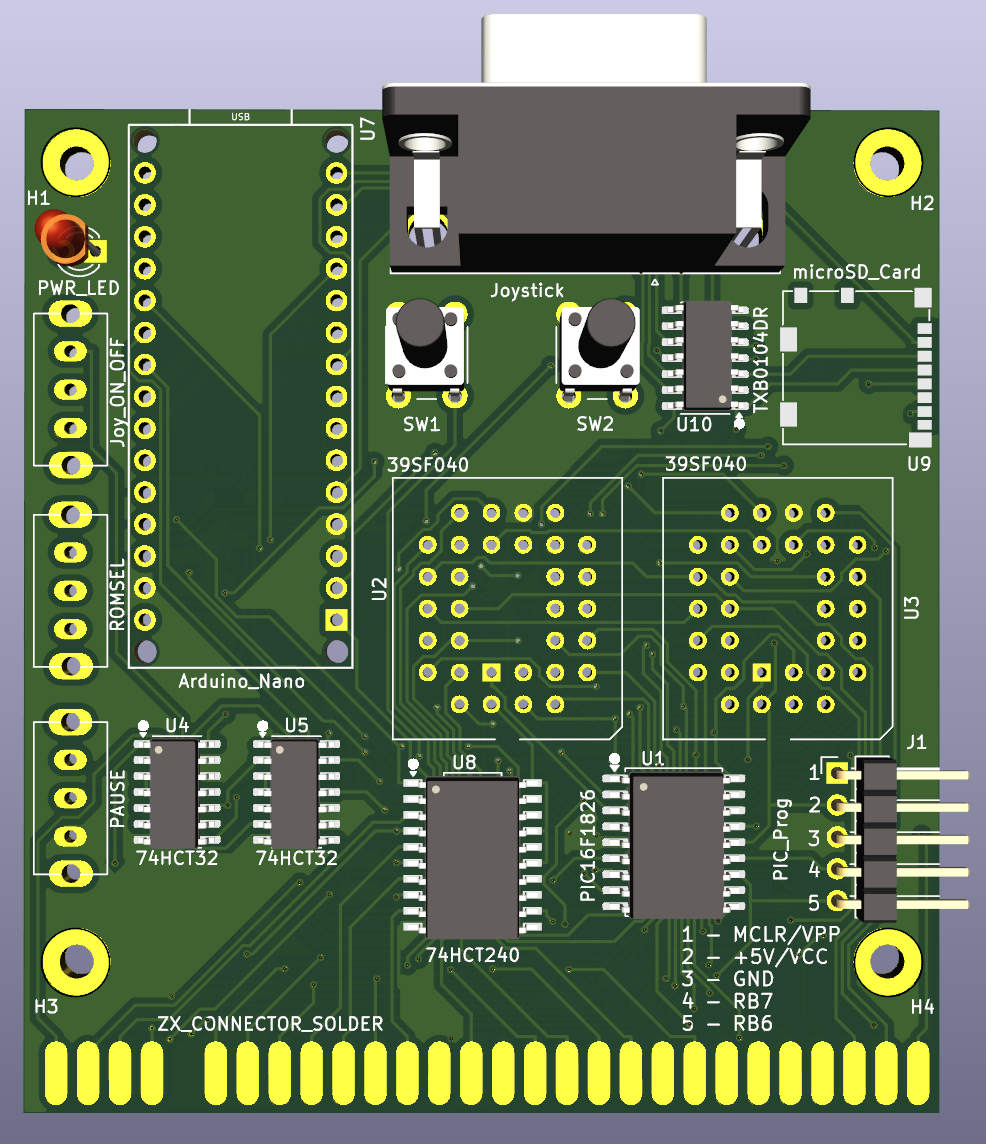 USB
U7
H1
H2
PWR_LED
Joystick
microSD_Card
Joy_ON_OFF
SW1
SW2
U10
TXB0104DR
U9
39SF040
39SF040
ROMSEL
U2
U3
Arduino_Nano
U4
U5
PAUSE
74HCT32
74HCT32
U8
U1
J1
PIC16F1826
PIC_Prog
1
2
3
4
5
74HCT240
1 - MCLR/VPP
2 - +5V/VCC
3 - GND
4 - RB7
5 - RB6
H3
H4
ZX_CONNECTOR_SOLDER